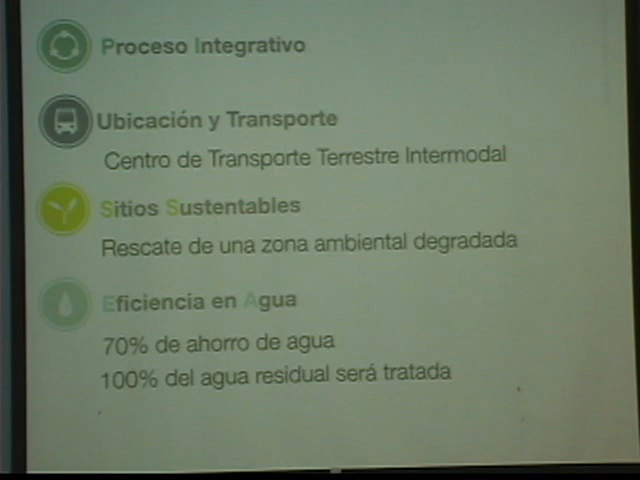 Proceso Integrativo
Ubicación y Transporte
Centro de Transporte Terrestre Intermodal
Sitios Sustentables
Rescate de una zona ambiental degradada
Eficiencia en Agua
70% de ahorro de agua
100% del agua residual será tratada